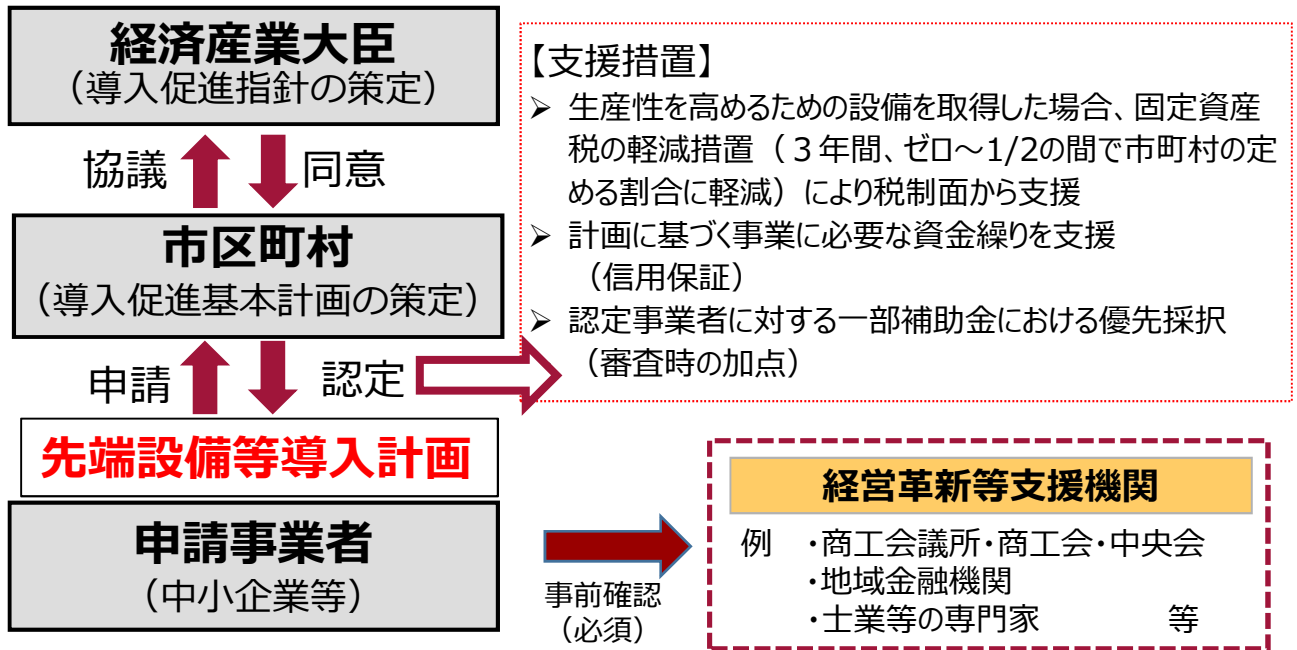 経済産業大臣
（導入促進指針の策定）
協議
同意
市区町村
（導入促進基本計画の策定）
申請
認定
先端設備等導入計画
申請事業者
（中小企業等）
【支援措置】
➢ 生産性を高めるための設備を取得した場合、固定資産
税の軽減措置（３年間、ゼロ～1/2の間で市町村の定
める割合に軽減）により税制面から支援
➢ 計画に基づく事業に必要な資金繰りを支援
（信用保証）
➢ 認定事業者に対する一部補助金における優先採択
（審査時の加点）
事前確認
（必須）
経営革新等支援機関
例 ・商工会議所・商工会・中央会
・地域金融機関
・士業等の専門家 等